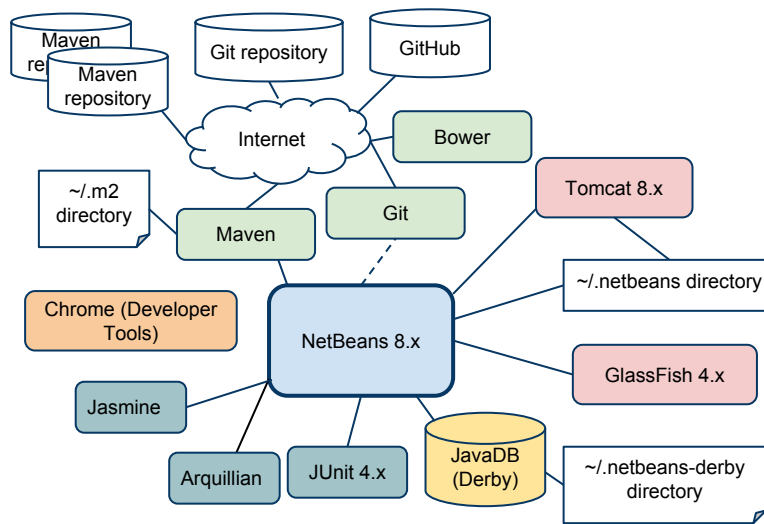 Maven
repository
Maven
repository
Git repository
GitHub
Internet
Bower
~/.m2
directory
Maven
Git
Tomcat 8.x
~/.netbeans directory
Chrome (Developer
Tools)
NetBeans 8.x
GlassFish 4.x
Jasmine
Arquillian
JUnit 4.x
JavaDB
(Derby)
~/.netbeans-derby
directory